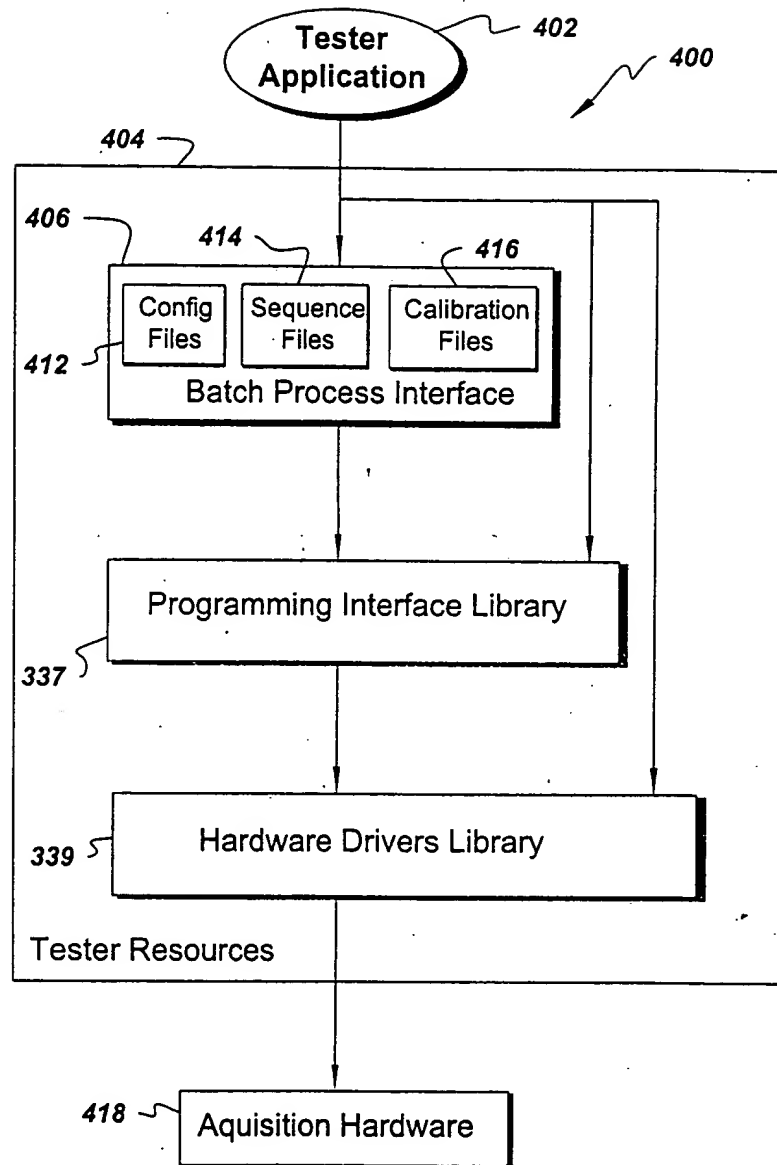 Tester
Application
402
400
404
406
414
416
Config
Files
Sequence
Files
Calibration
Files
412
Batch Process Interface
Programming Interface Library
337
Hardware Drivers Library
339
Tester Resources
418
Aquisition Hardware